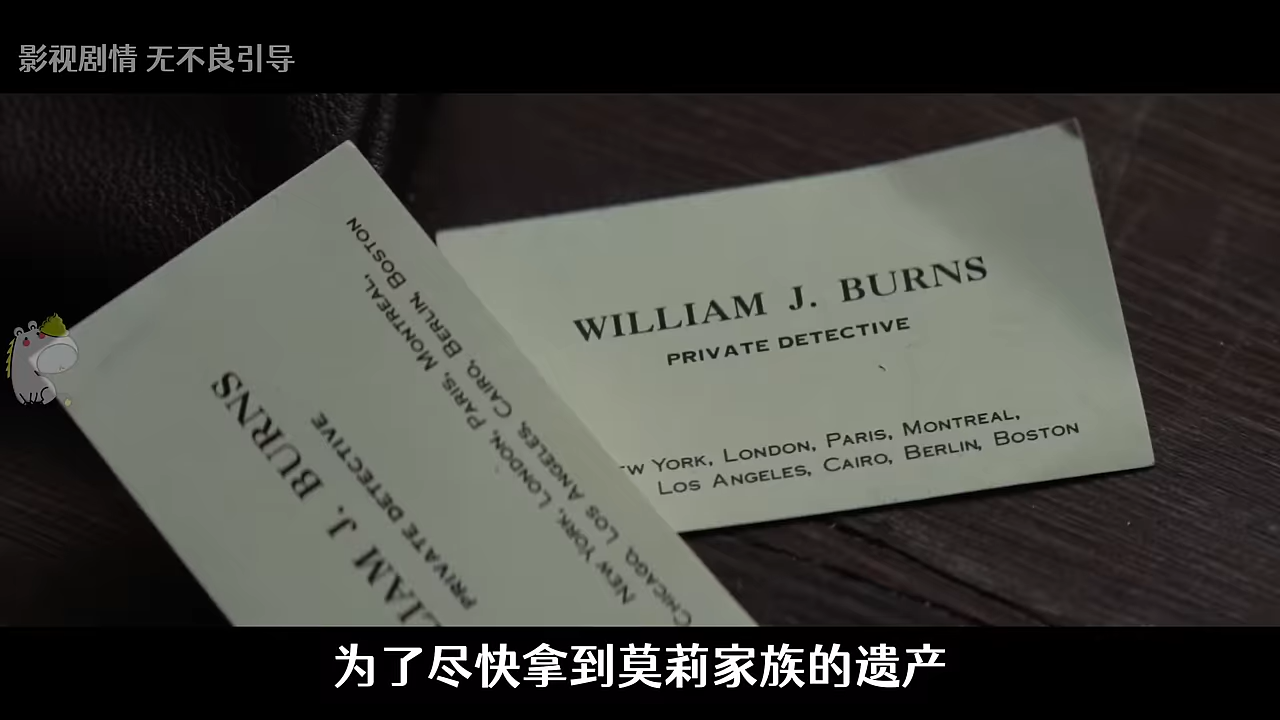 影视剧情 无不良引导
WILLIAM J. BURNS
PRIVATE DETECTIVE
YORK, LONDON, PARIS, MONTREAL,
LOS ANGELES, CAIRO, BERLIN, BOSTON
J. BURNS
PRIVATE DETECTIVE
NEW YORK, LONDON, PARIS, MONTREAL,
CHICAGO, LOS ANGELES, CAIRO, BERLIN, BOSTON
为了尽快拿到莫莉家族的遗产